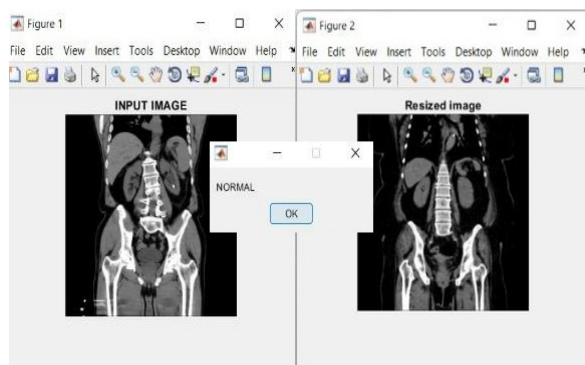 Figure 1
File Edit View Insert Tools Desktop Window Help
INPUT IMAGE
Figure 2
File Edit View Insert Tools Desktop Window Help
Resized image
NORMAL
OK